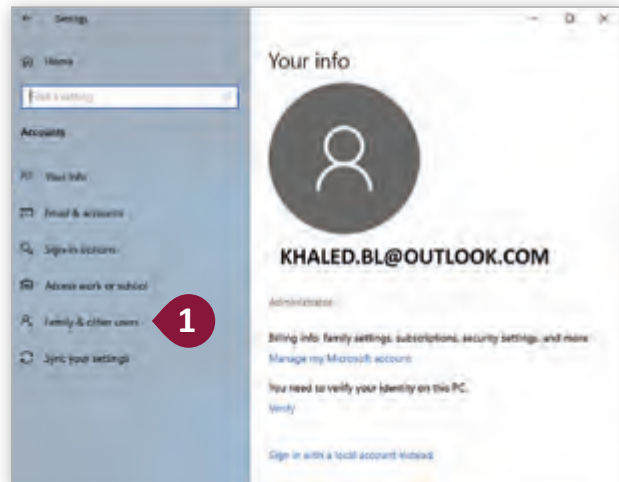 Settings
Home
Find a setting
Accounts
Your info
Email & accounts
Sign-in options
Access work or school
Family & other users
1
Sync your settings
Your info
KHALED.BL@OUTLOOK.COM
Administrator
Billing info, family settings, subscriptions, security settings, and more
Manage my Microsoft account
You need to verify your identity on this PC.
Verify
Sign in with a local account instead